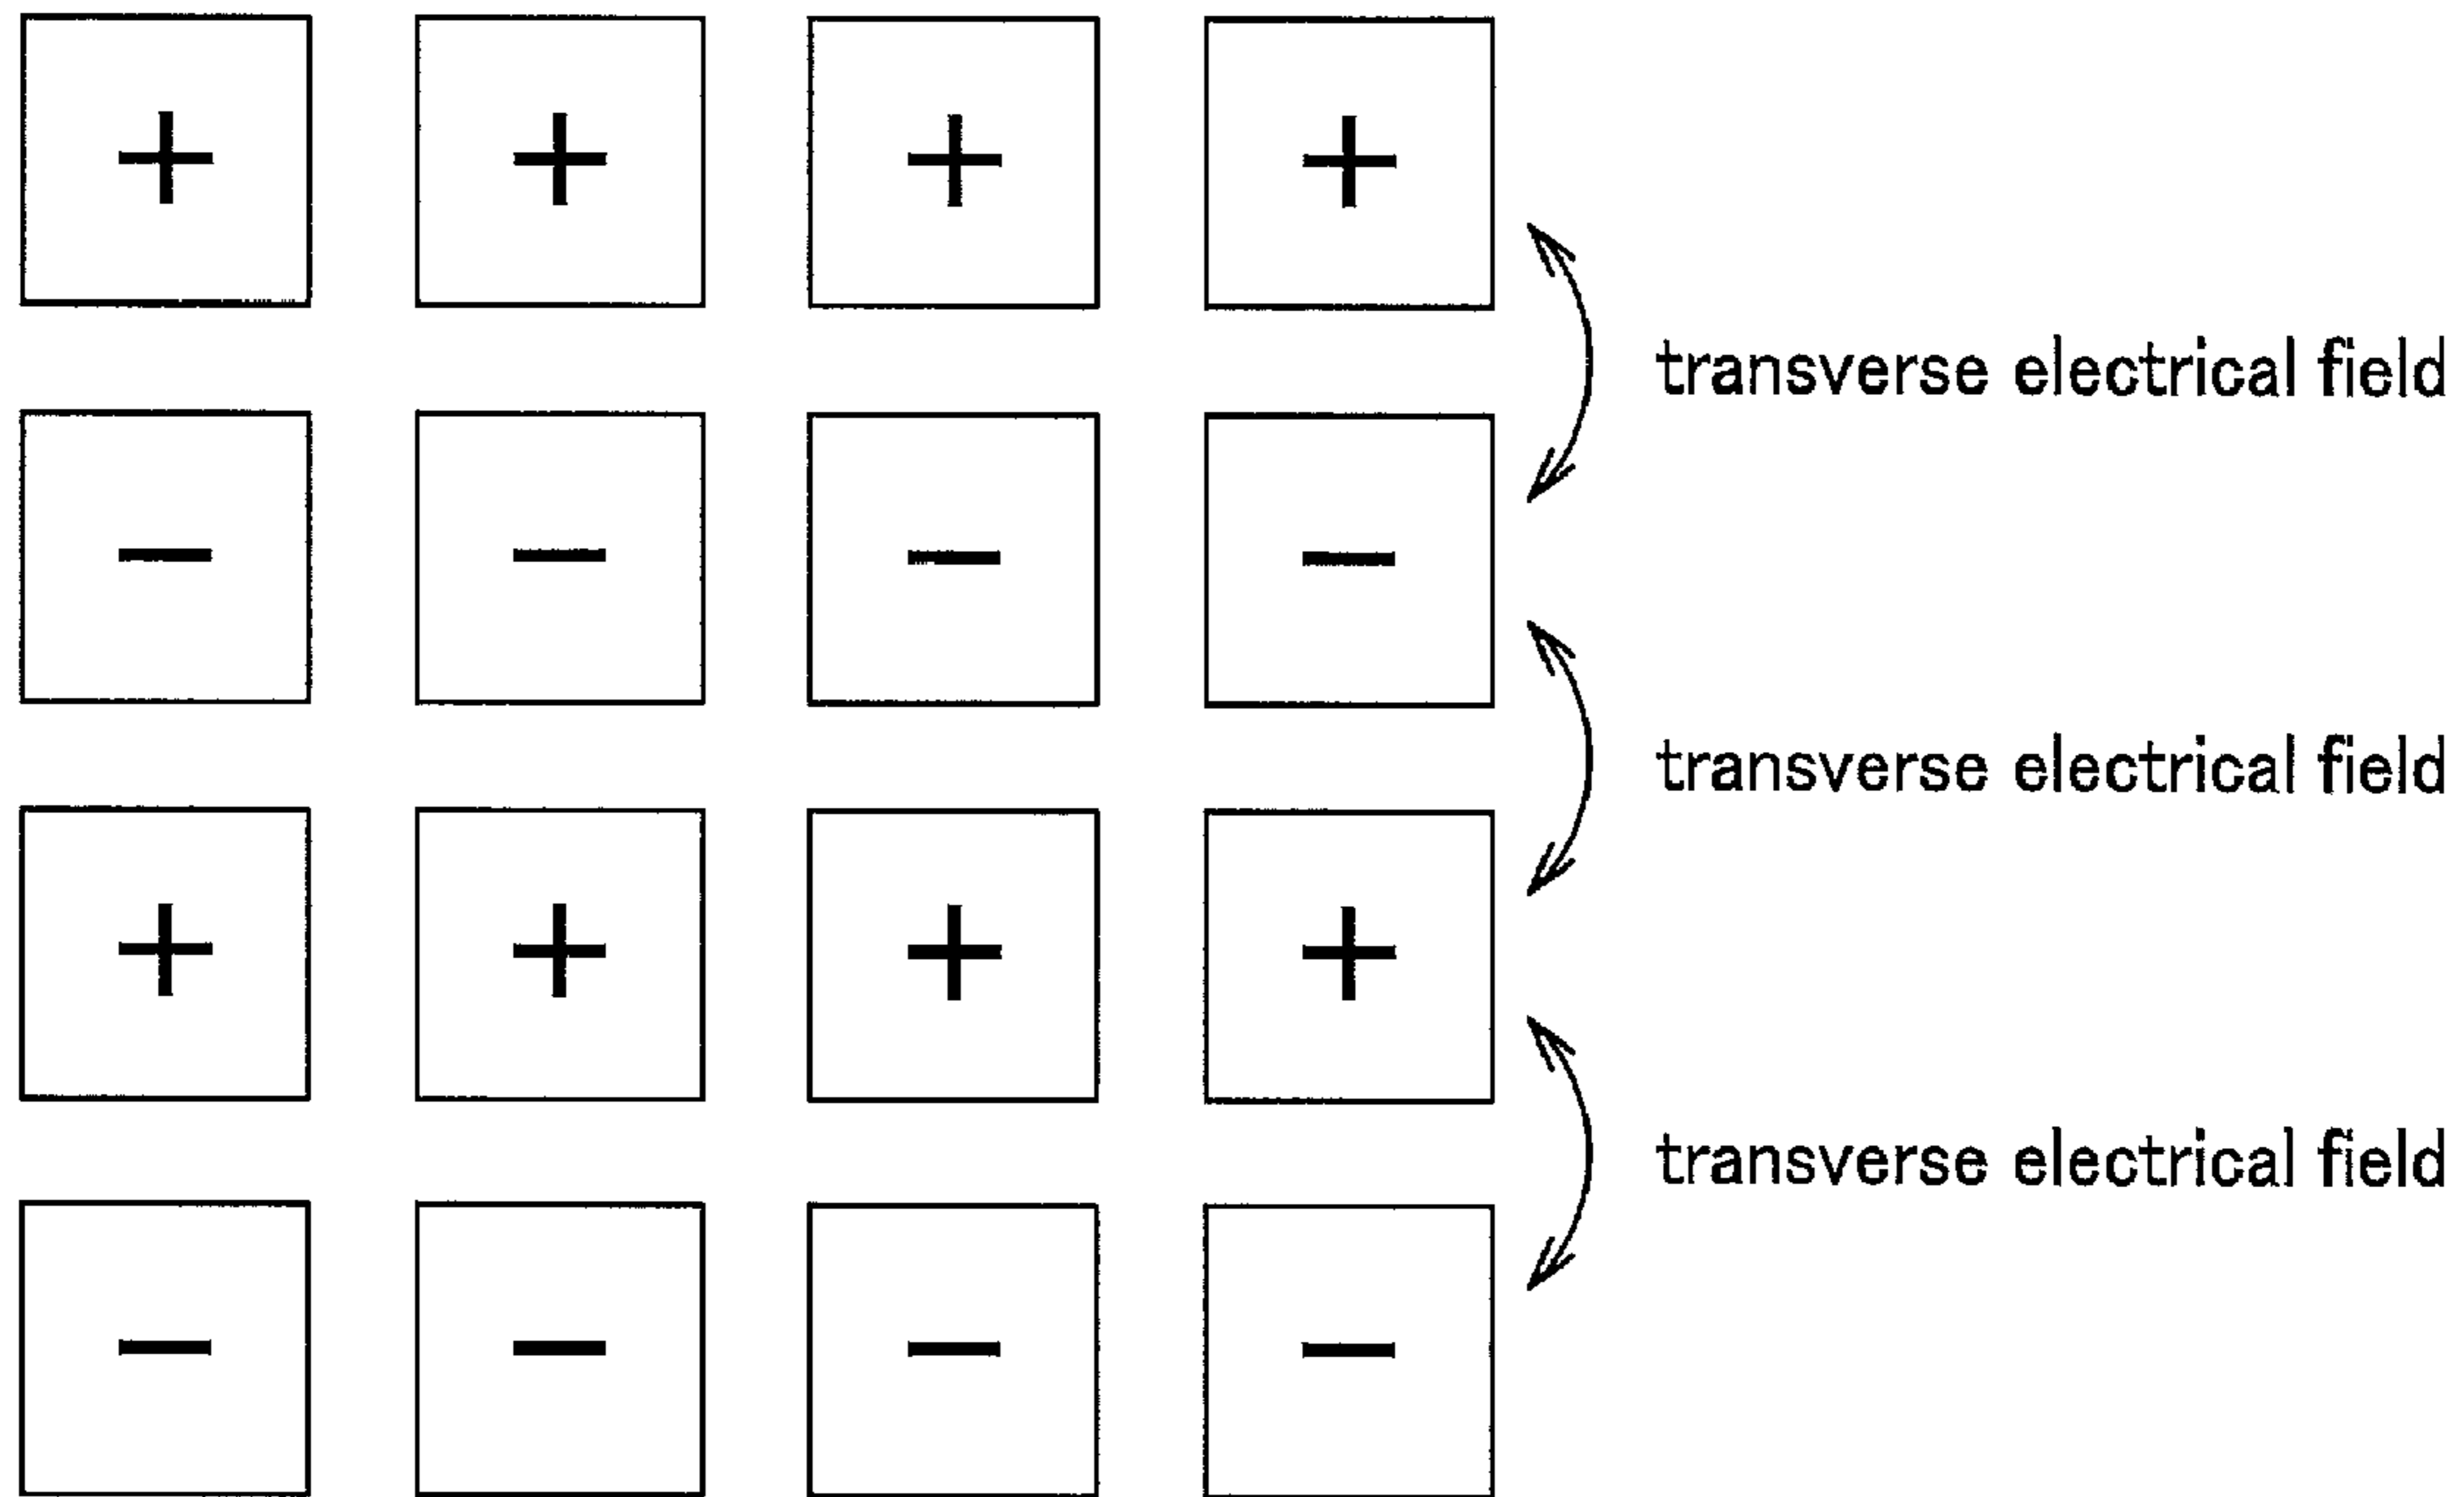 + + + +
transverse electrical field
− − − −
transverse electrical field
+ + + +
transverse electrical field
− − − −